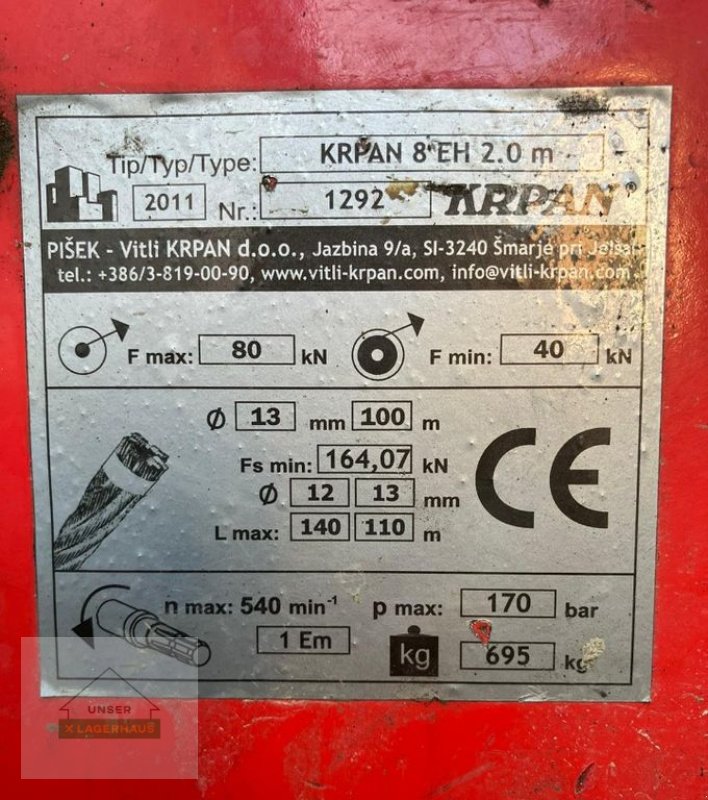 Tip/Typ/Type: KRPAN 8 EH 2.0 m
2011 Nr.: 1292 KRPAN®
PIŠEK - Vitli KRPAN d.o.o., Jazbina 9/a, SI-3240 Šmarje pri Jelšah
tel.: +386/3-819-00-90, www.vitli-krpan.com, info@vitli-krpan.com
F max: 80 kN F min: 40 kN
Ø 13 mm 100 m
Fs min: 164,07 kN
Ø 12 13 mm
L max: 140 110 m
CE
n max: 540 min⁻¹ p max: 170 bar
1 Em kg 695 kg
UNSER
X LAGERHAUS